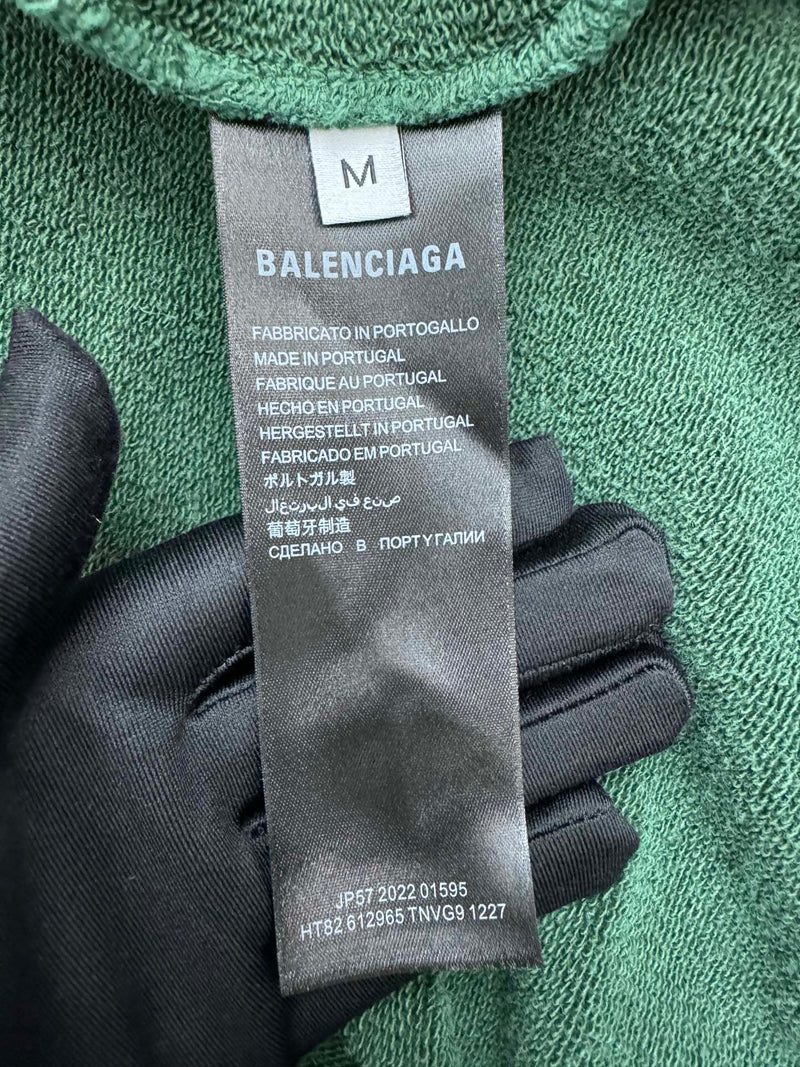 M
BALENCIAGA
FABBRICATO IN PORTOGALLO
MADE IN PORTUGAL
FABRIQUE AU PORTUGAL
HECHO EN PORTUGAL
HERGESTELLT IN PORTUGAL
FABRICADO EM PORTUGAL
ポルトガル製
صنع في البرتغال
葡萄牙制造
СДЕЛАНО В ПОРТУГАЛИИ
JP57 2022 01595
HT82 612965 TNVG9 1227